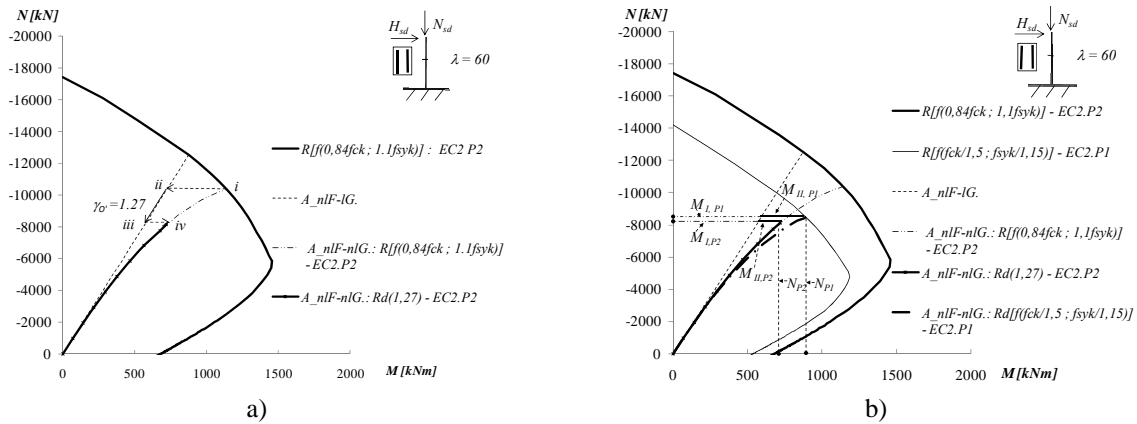 N [kN]
H_sd
N_sd
λ = 60
-20000
-18000
-16000
-14000
-12000
-10000
-8000
-6000
-4000
-2000
0
0
500
1000
1500
2000
M [kNm]
ii
i
γ_O'=1.27
iii
iv
R[f(0,84fck ; 1.1fsyk)] : EC2 P2
A_nlF-lG.
A_nlF-nlG.: R[f(0,84fck ; 1.1fsyk)]
-EC2.P2
A_nlF-nlG.: Rd(1,27) - EC2.P2
a)
N [kN]
H_sd
N_sd
λ = 60
-20000
-18000
-16000
-14000
-12000
-10000
-8000
-6000
-4000
-2000
0
0
500
1000
1500
2000
M [kNm]
M_I, P1
M_II, P1
M_I,P2
M_II,P2
N_P2
N_P1
R[f(0,84fck ; 1,1fsyk)] - EC2.P2
R[f(fck/1,5 ; fsyk/1,15)] - EC2.P1
A_nlF-lG.
A_nlF-nlG.: R[f(0,84fck ; 1,1fsyk)]
-EC2.P2
A_nlF-nlG.: Rd(1,27) - EC2.P2
A_nlF-nlG.: Rd[f(fck/1,5 ; fsyk/1,15)]
-EC2.P1
b)